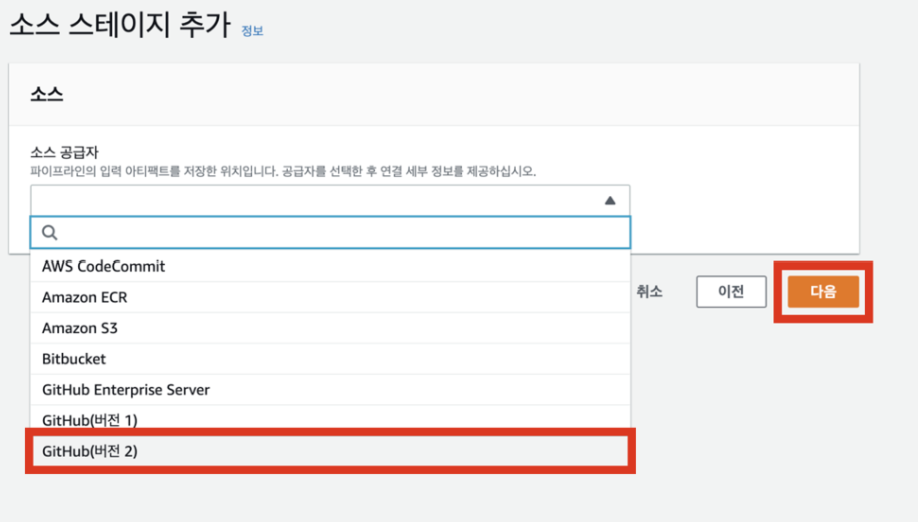 소스 스테이지 추가 정보
소스
소스 공급자
파이프라인의 입력 아티팩트를 저장한 위치입니다. 공급자를 선택한 후 연결 세부 정보를 제공하십시오.
AWS CodeCommit
Amazon ECR
Amazon S3
Bitbucket
GitHub Enterprise Server
GitHub(버전 1)
GitHub(버전 2)
취소 이전 다음